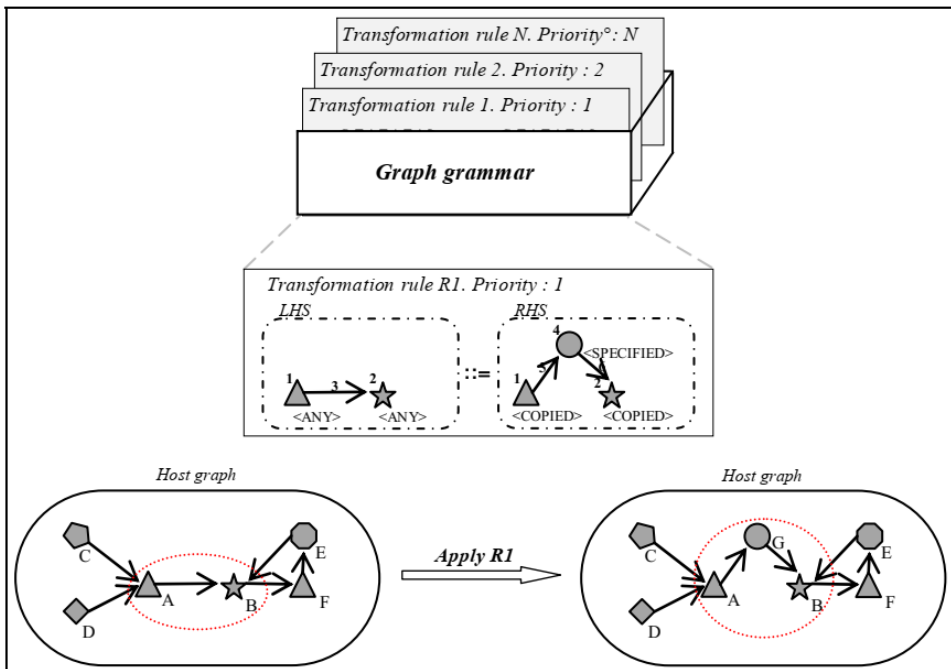 Transformation rule N. Priority° : N
Transformation rule 2. Priority : 2
Transformation rule 1. Priority : 1
Graph grammar
Transformation rule R1. Priority : 1
LHS
RHS
1
3
2
<ANY>
<ANY>
::=
4
<SPECIFIED>
5
1
2
<COPIED>
<COPIED>
Host graph
C
D
A
B
E
F
Apply R1
Host graph
C
D
A
G
B
E
F